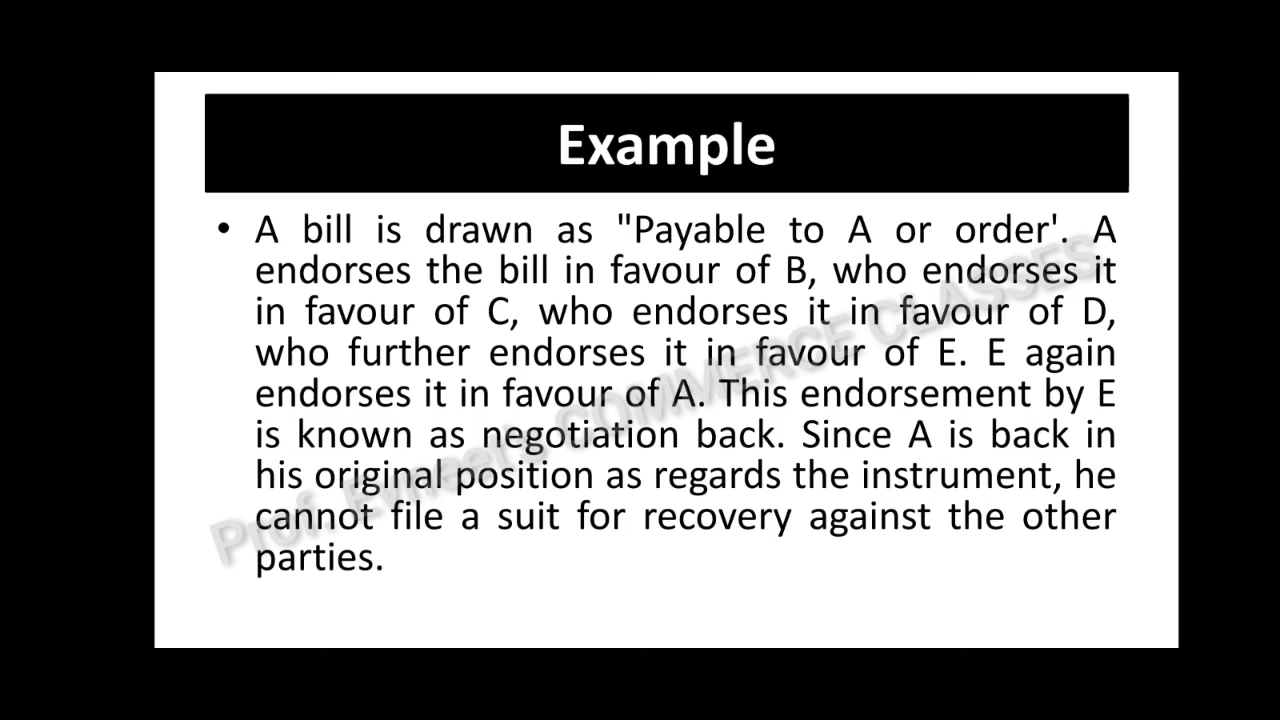 Example
• A bill is drawn as "Payable to A or order'. A
endorses the bill in favour of B, who endorses it
in favour of C, who endorses it in favour of D,
who further endorses it in favour of E. E again
endorses it in favour of A. This endorsement by E
is known as negotiation back. Since A is back in
his original position as regards the instrument, he
cannot file a suit for recovery against the other
parties.
Prof. COMMERCE CLASSES